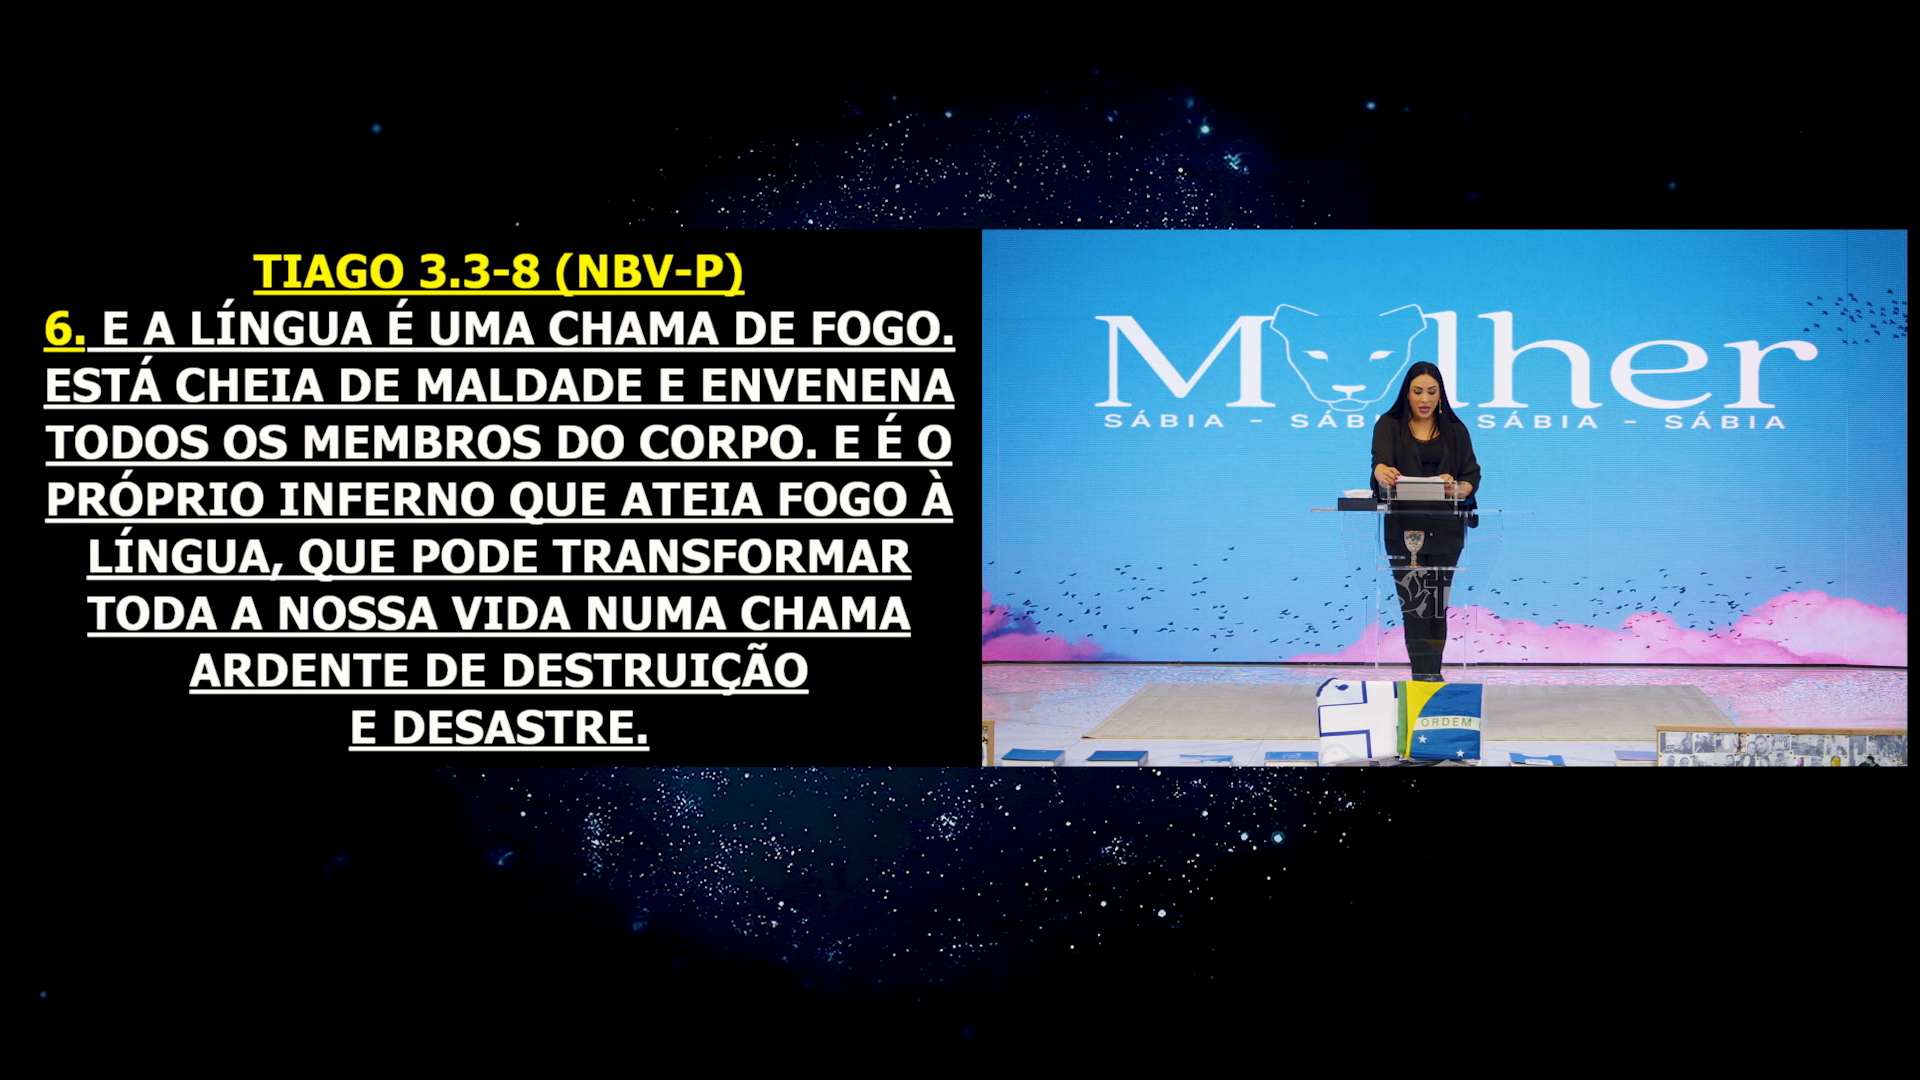 TIAGO 3.3-8 (NBV-P)
6. E A LÍNGUA É UMA CHAMA DE FOGO.
ESTÁ CHEIA DE MALDADE E ENVENENA
TODOS OS MEMBROS DO CORPO. E É O
PRÓPRIO INFERNO QUE ATEIA FOGO À
LÍNGUA, QUE PODE TRANSFORMAR
TODA A NOSSA VIDA NUMA CHAMA
ARDENTE DE DESTRUIÇÃO
E DESASTRE.
Mulher
SÁBIA - SÁB SÁBIA - SÁBIA
ORDEM